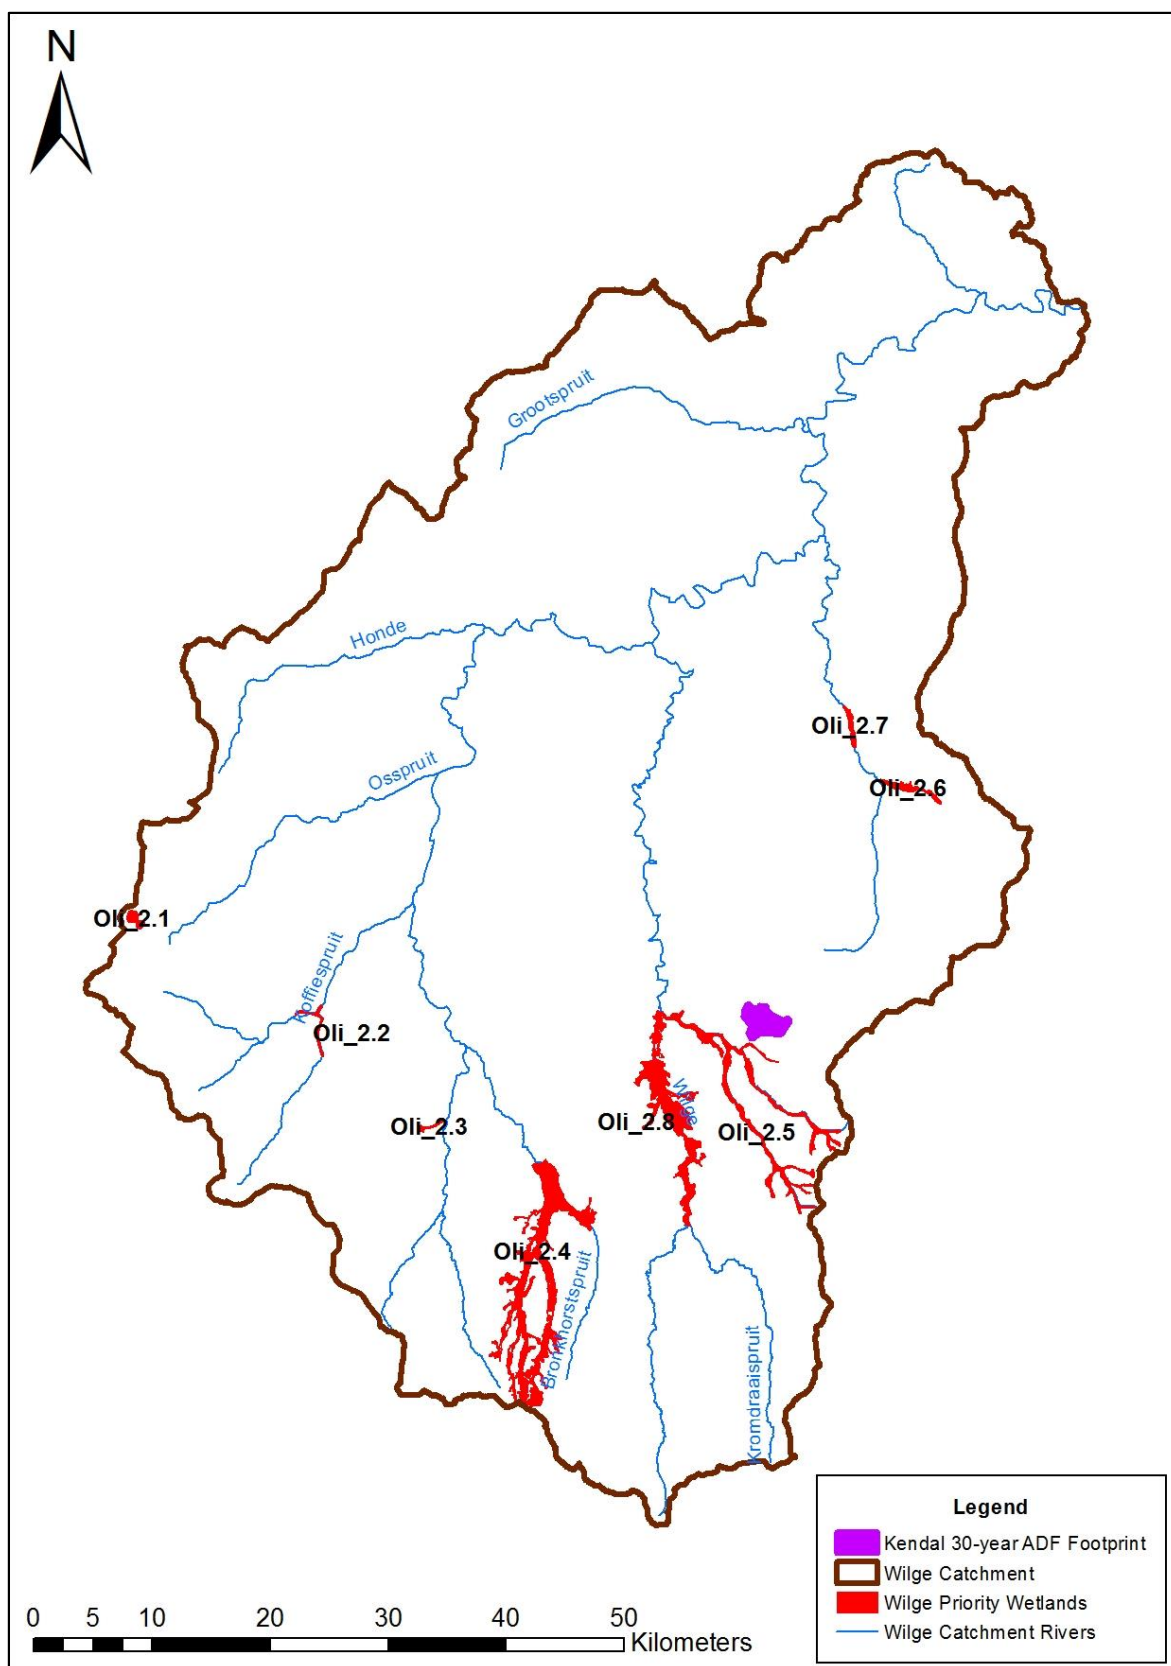 N
Grootspruit
Honde
Oli_2.7
Osspruit
Oli_2.6
Oli_2.1
Koffiespruit
Oli_2.2
Wilge
Oli_2.8
Oli_2.3
Oli_2.5
Oli_2.4
Bronkhorstspruit
Kromdraaispruit
Legend
Kendal 30-year ADF Footprint
Wilge Catchment
Wilge Priority Wetlands
Wilge Catchment Rivers
0 5 10 20 30 40 50
Kilometers